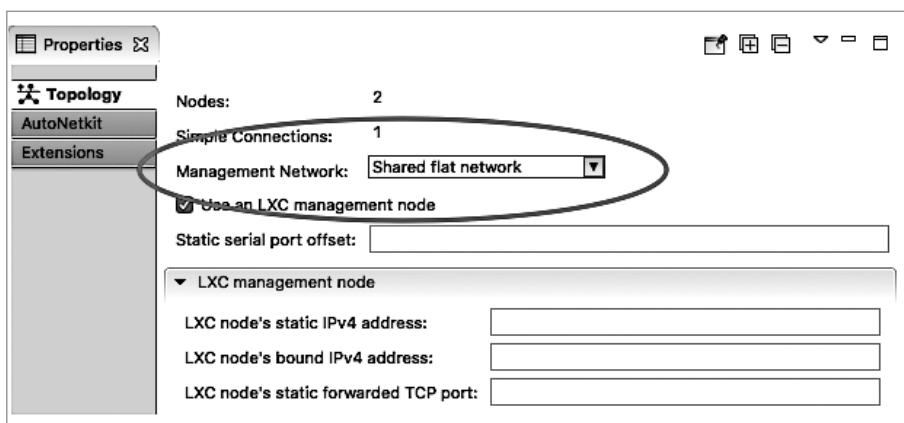 Properties
Topology
AutoNetkit
Extensions
Nodes: 2
Simple Connections: 1
Management Network: Shared flat network
Use an LXC management node
Static serial port offset:
LXC management node
LXC node's static IPv4 address:
LXC node's bound IPv4 address:
LXC node's static forwarded TCP port: